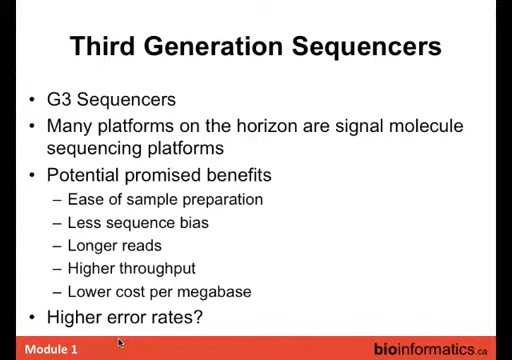 Third Generation Sequencers
• G3 Sequencers
• Many platforms on the horizon are signal molecule
sequencing platforms
• Potential promised benefits
– Ease of sample preparation
– Less sequence bias
– Longer reads
– Higher throughput
– Lower cost per megabase
• Higher error rates?
Module 1
bioinformatics.ca